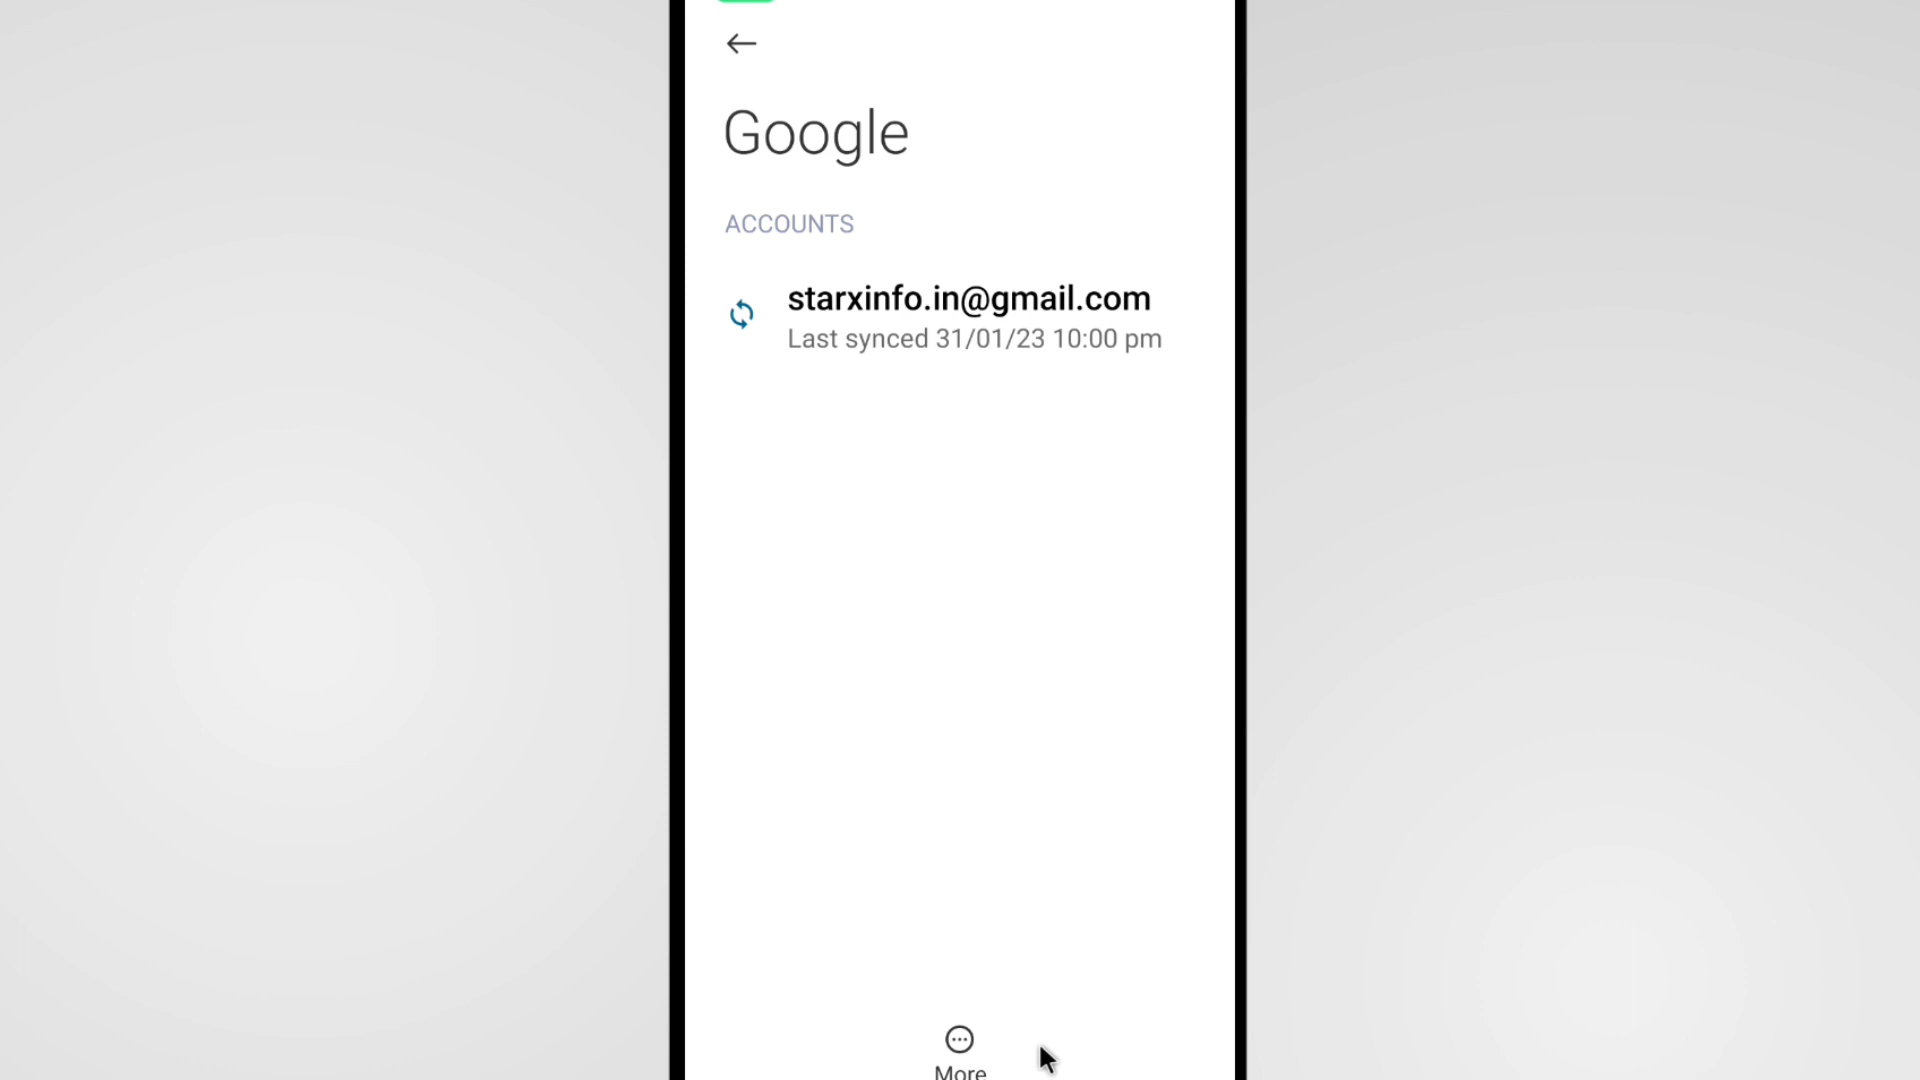 Google
ACCOUNTS
starxinfo.in@gmail.com
Last synced 31/01/23 10:00 pm
More